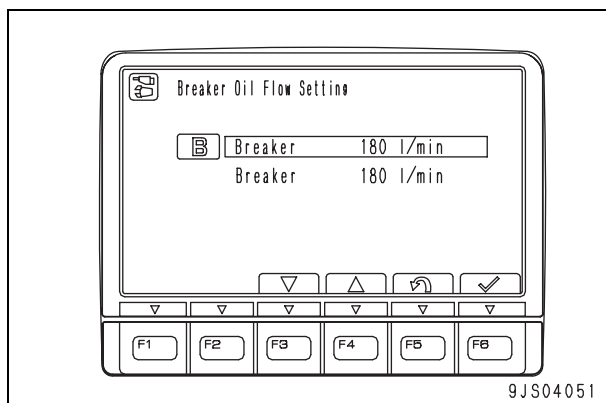 Breaker Oil Flow Setting
B Breaker 180 l/min
Breaker 180 l/min
F1 F2 F3 F4 F5 F6
9JS04051